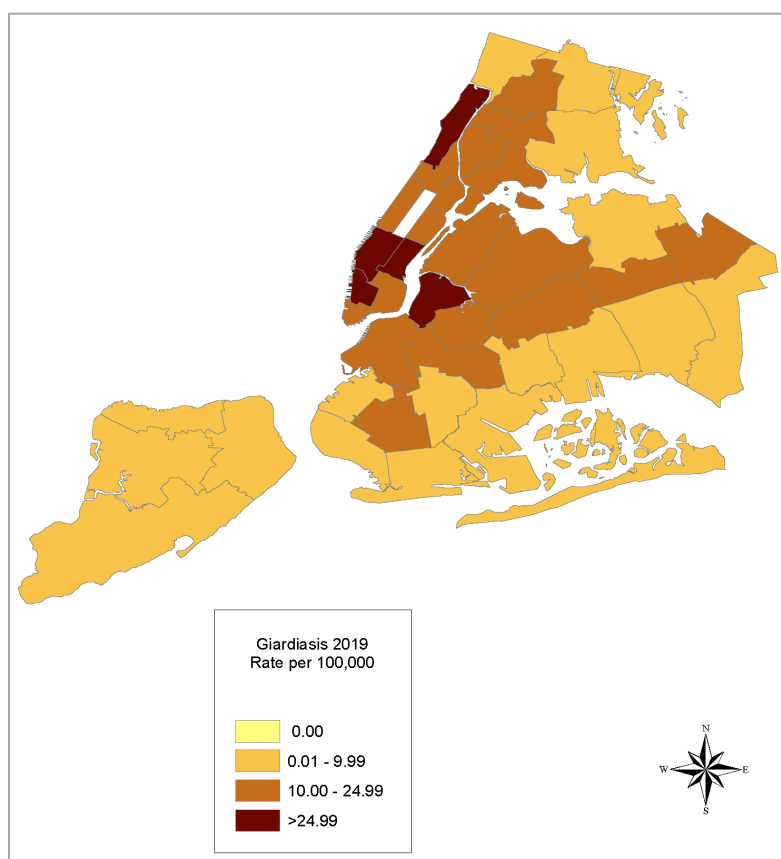 Giardiasis 2019
Rate per 100,000
0.00
0.01 - 9.99
10.00 - 24.99
>24.99
N
W E
S